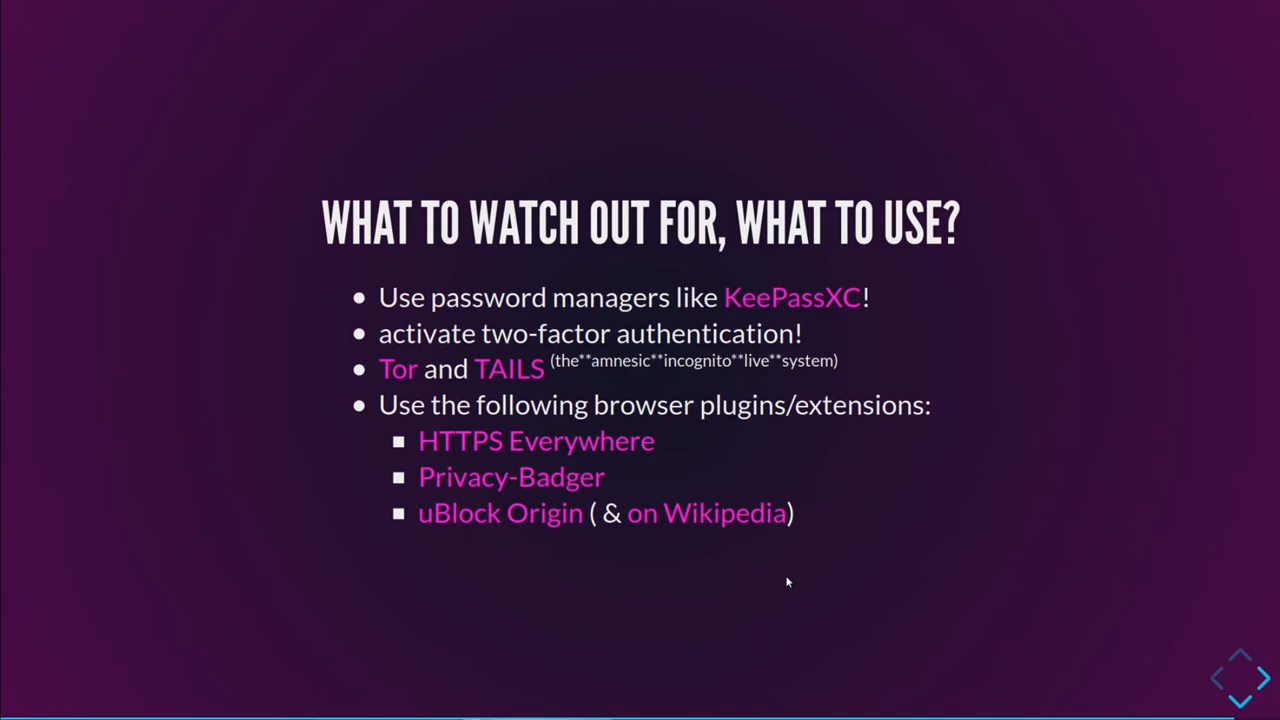 WHAT TO WATCH OUT FOR, WHAT TO USE?
Use password managers like KeePassXC!
activate two-factor authentication!
Tor and TAILS (the**amnesic**incognito**live**system)
Use the following browser plugins/extensions:
HTTPS Everywhere
Privacy-Badger
uBlock Origin ( & on Wikipedia)